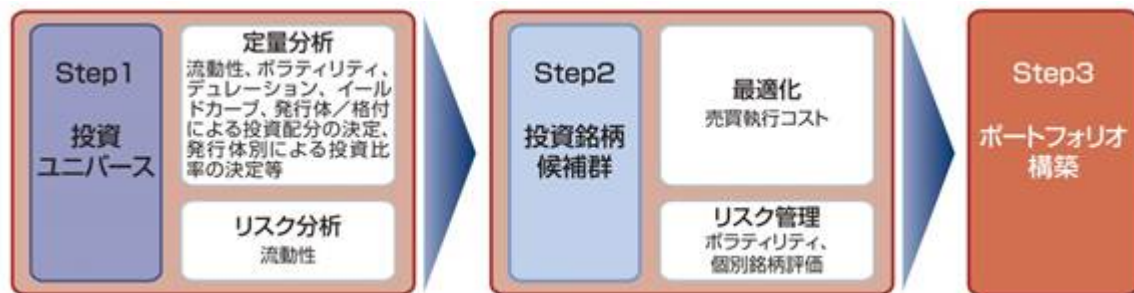 Step1
投資
ユニバース
定量分析
流動性、ボラティリティ、
デュレーション、イール
ドカーブ、発行体／格付
による投資配分の決定、
発行体別による投資比
率の決定等
リスク分析
流動性
Step2
投資銘柄
候補群
最適化
売買執行コスト
リスク管理
ボラティリティ、
個別銘柄評価
Step3
ポートフォリオ
構築